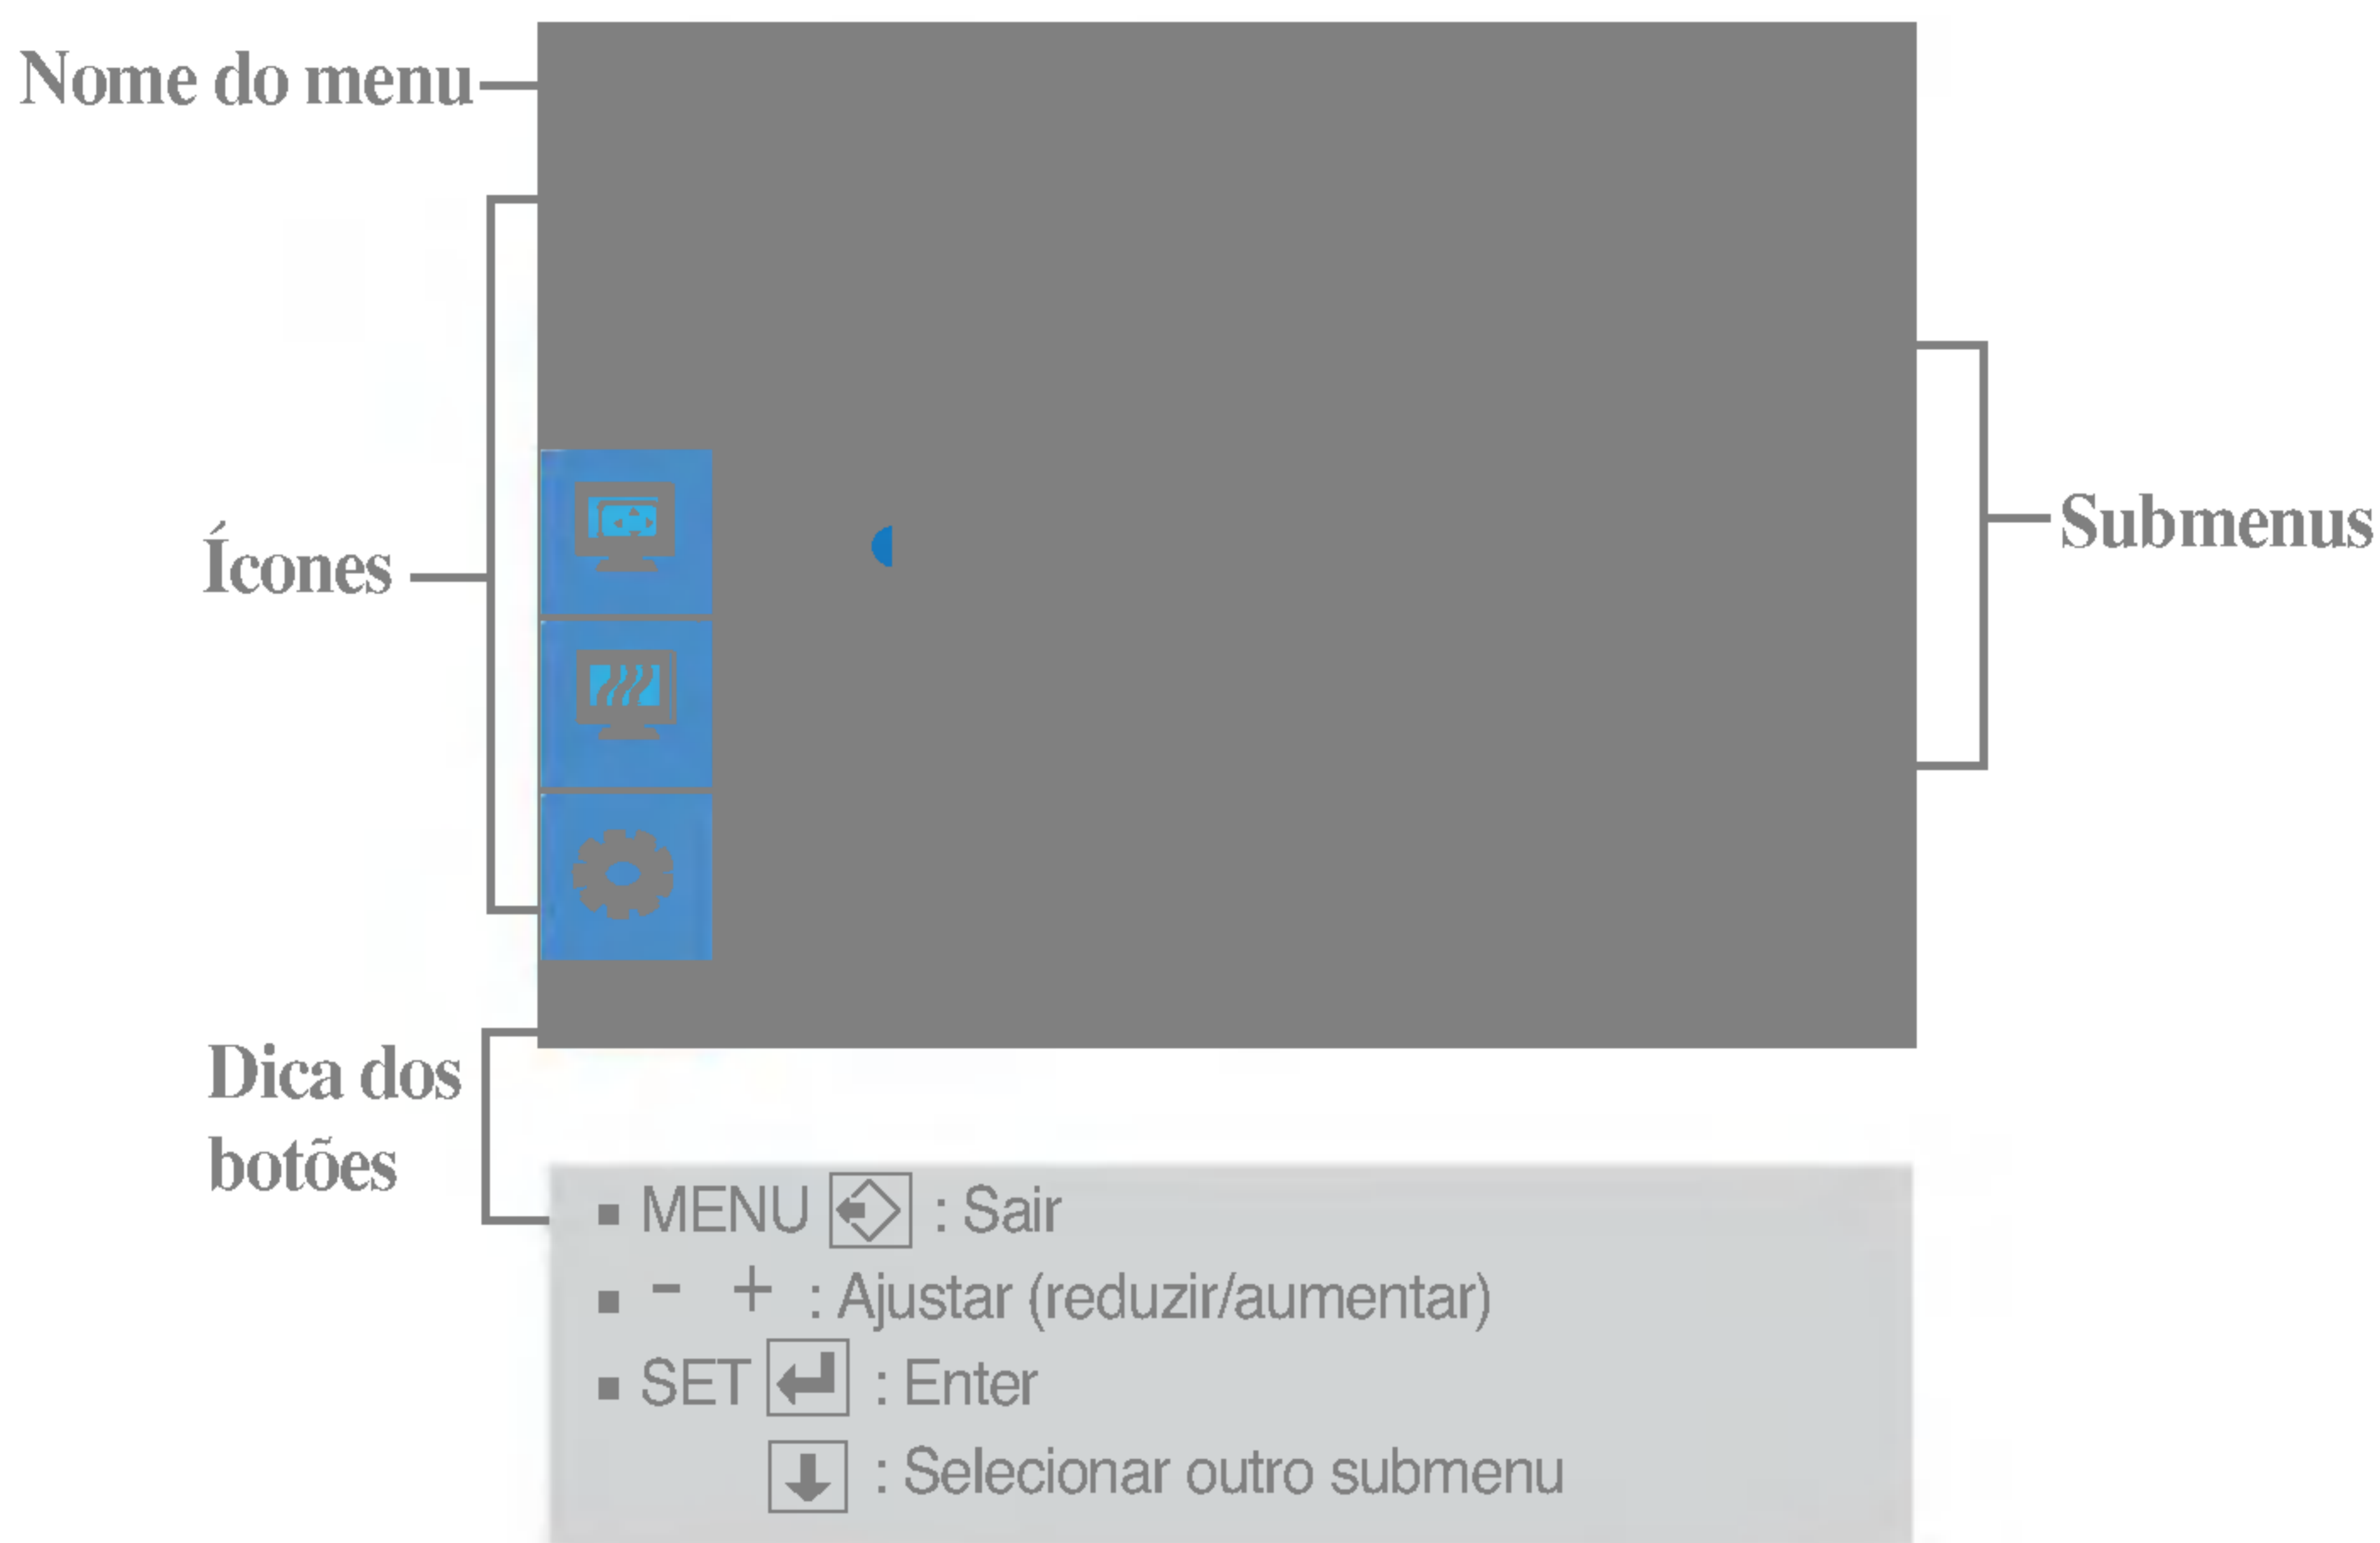 Nome do menu
Ícones
Submenus
Dica dos
botões
■ MENU : Sair
■ - + : Ajustar (reduzir/aumentar)
■ SET : Enter
: Selecionar outro submenu